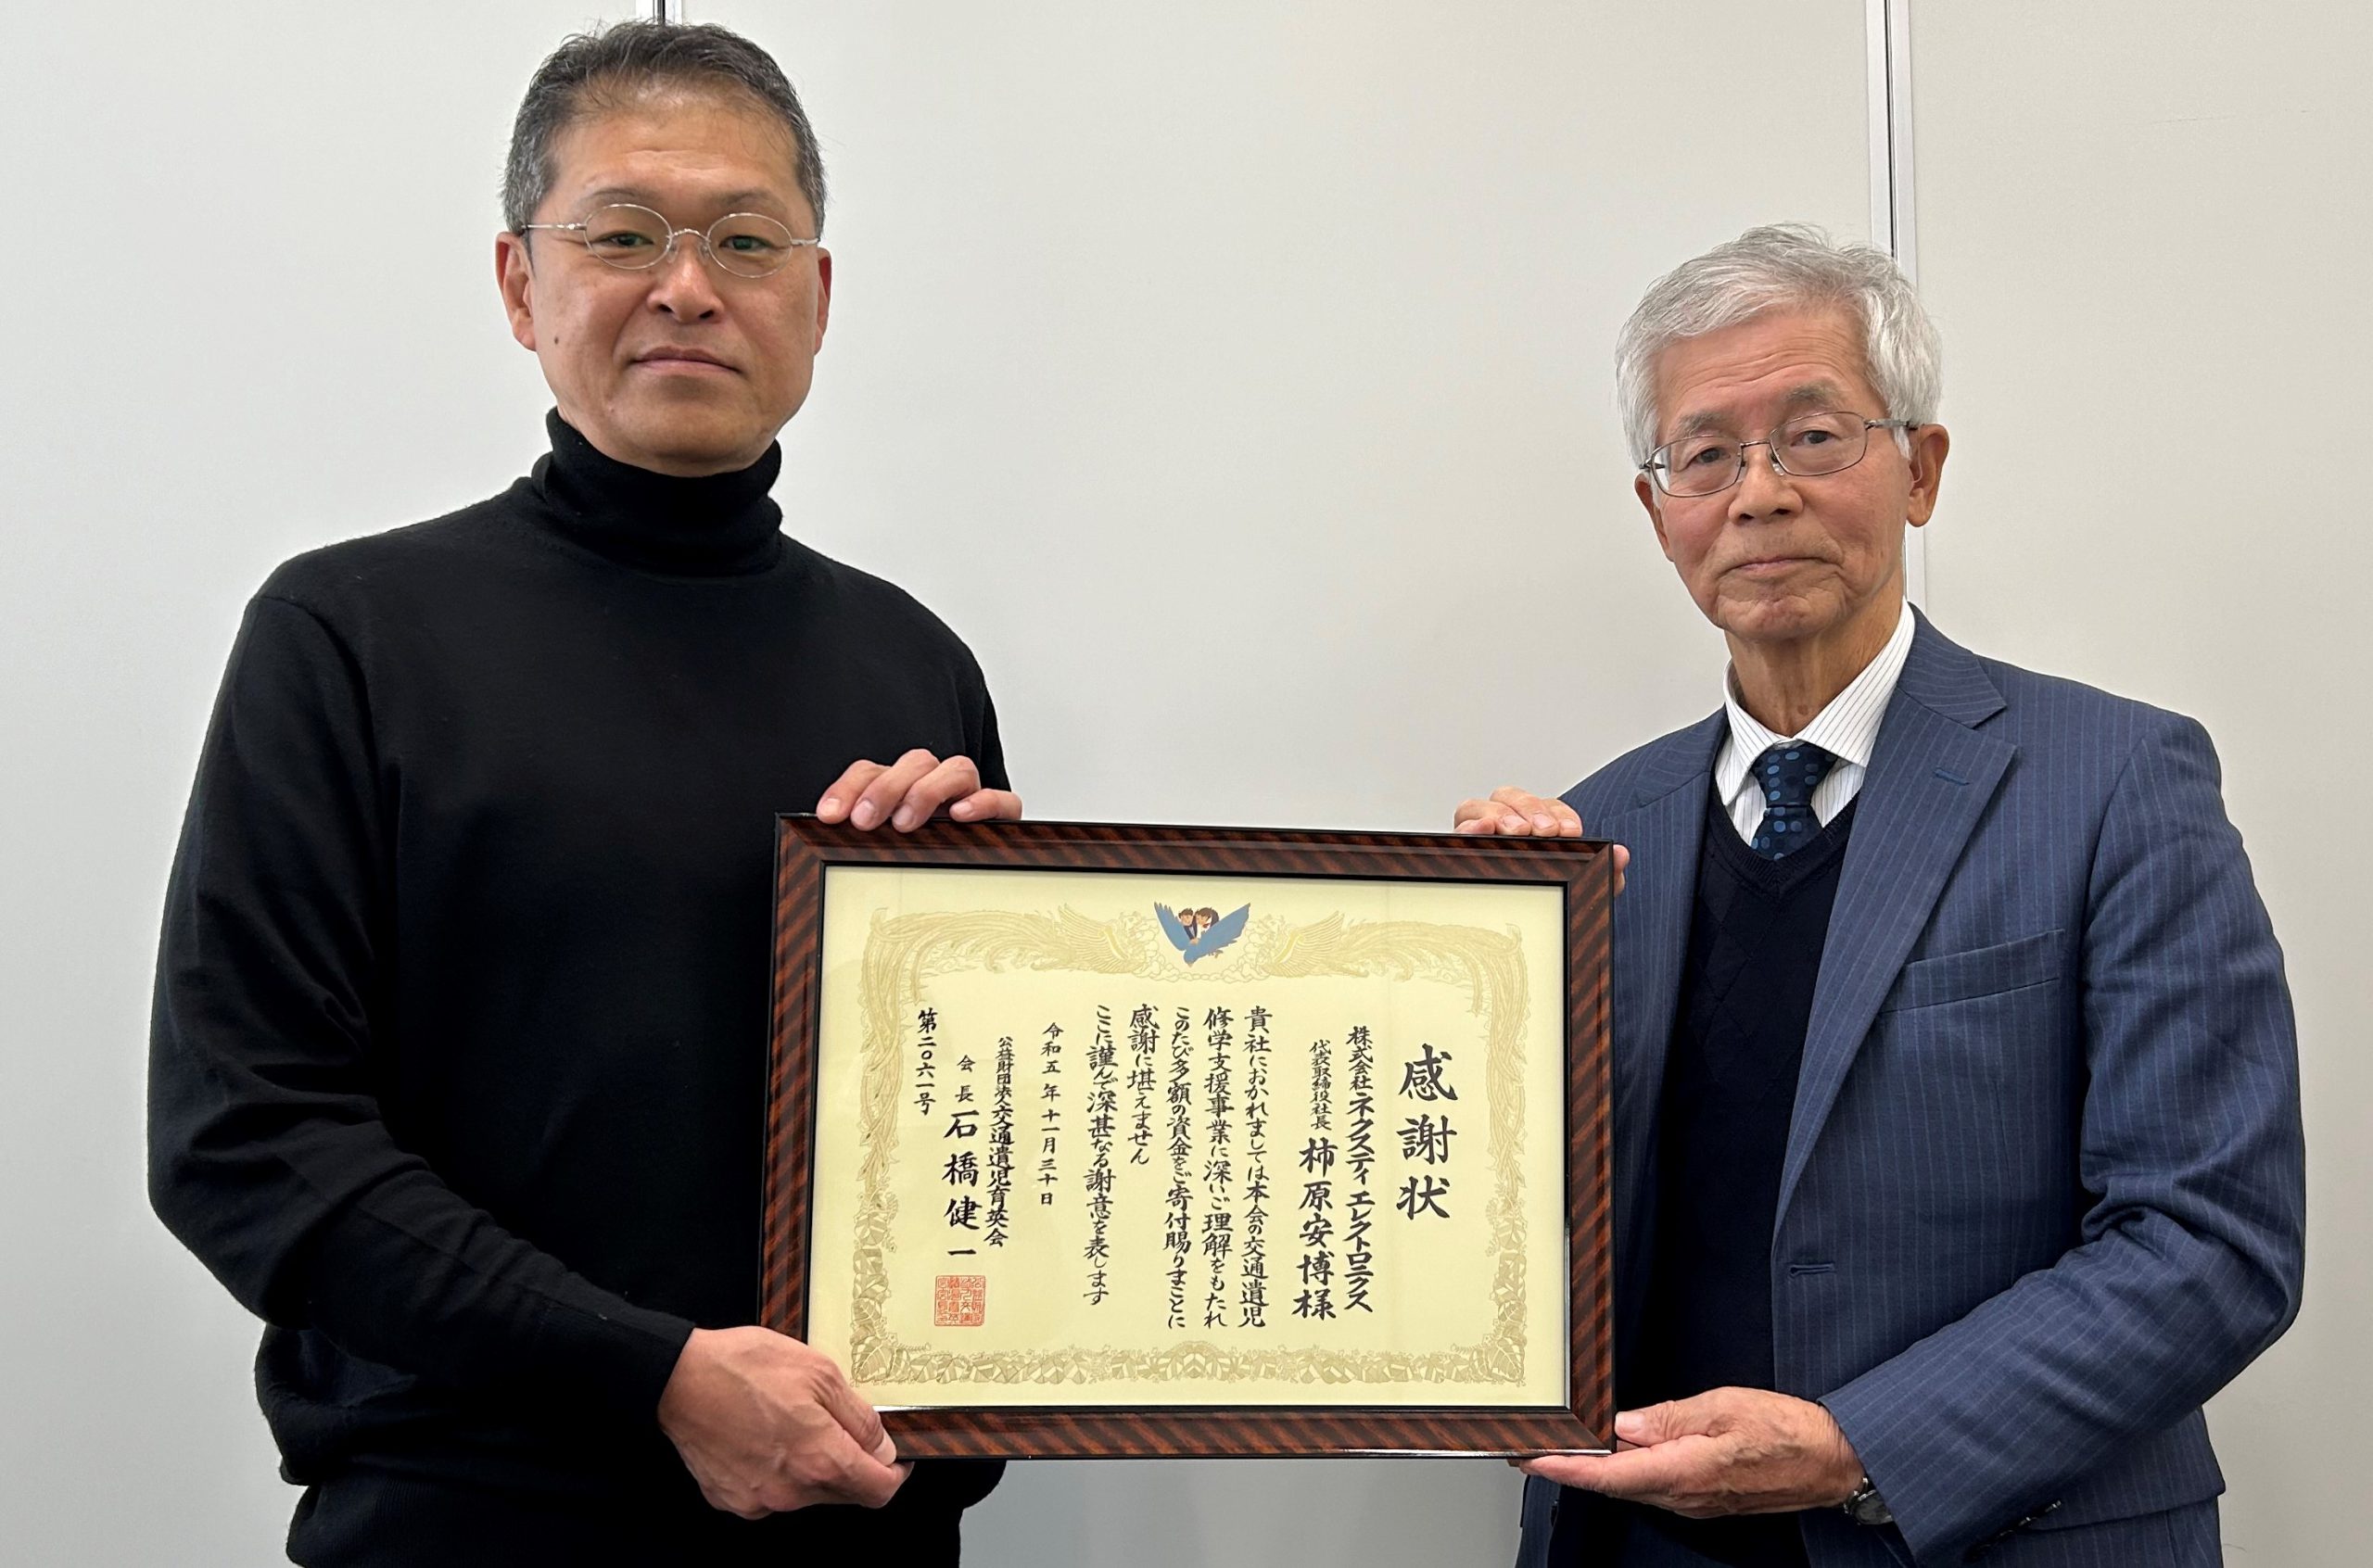 感謝状
株式会社ネクスティ エレクトロニクス
代表取締役社長 柿原安博様
貴社におかれましては本会の交通遺児
修学支援事業に深いご理解をもたれ
このたび多額の資金をご寄付賜りまことに
感謝に堪えません
ここに謹んで深甚なる謝意を表します
令和五年十一月三十日
公益財団法人交通遺児育英会
会長 石橋健一
第二〇六一号